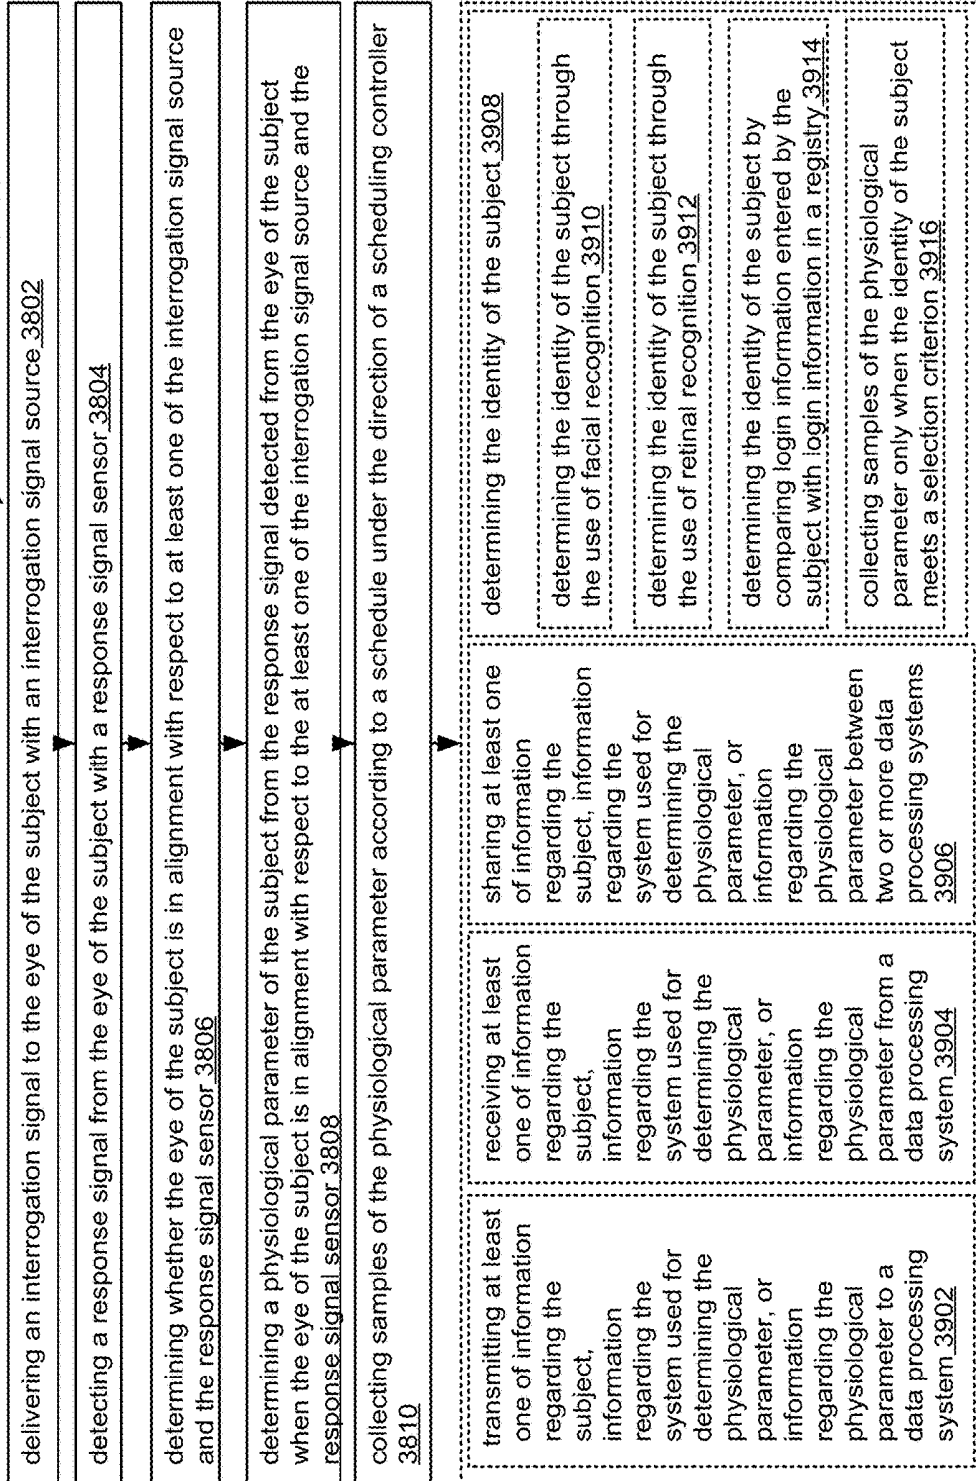 delivering an interrogation signal to the eye of the subject with an interrogation signal source 3802
detecting a response signal from the eye of the subject with a response signal sensor 3804
determining whether the eye of the subject is in alignment with respect to at least one of the interrogation signal source
and the response signal sensor 3806
determining a physiological parameter of the subject from the response signal detected from the eye of the subject
when the eye of the subject is in alignment with respect to the at least one of the interrogation signal source and the
response signal sensor 3808
collecting samples of the physiological parameter according to a schedule under the direction of a scheduling controller
3810
transmitting at least
one of information
regarding the
subject,
information
regarding the
system used for
determining the
physiological
parameter, or
information
regarding the
physiological
parameter to a
data processing
system 3902
receiving at least
one of information
regarding the
subject,
information
regarding the
system used for
determining the
physiological
parameter, or
information
regarding the
physiological
parameter from a
data processing
system 3904
sharing at least one
of information
regarding the
subject, information
regarding the
system used for
determining the
physiological
parameter, or
information
regarding the
physiological
parameter between
two or more data
processing systems
3906
determining the identity of the subject 3908
determining the identity of the subject through
the use of facial recognition 3910
determining the identity of the subject through
the use of retinal recognition 3912
determining the identity of the subject by
comparing login information entered by the
subject with login information in a registry 3914
collecting samples of the physiological
parameter only when the identity of the subject
meets a selection criterion 3916